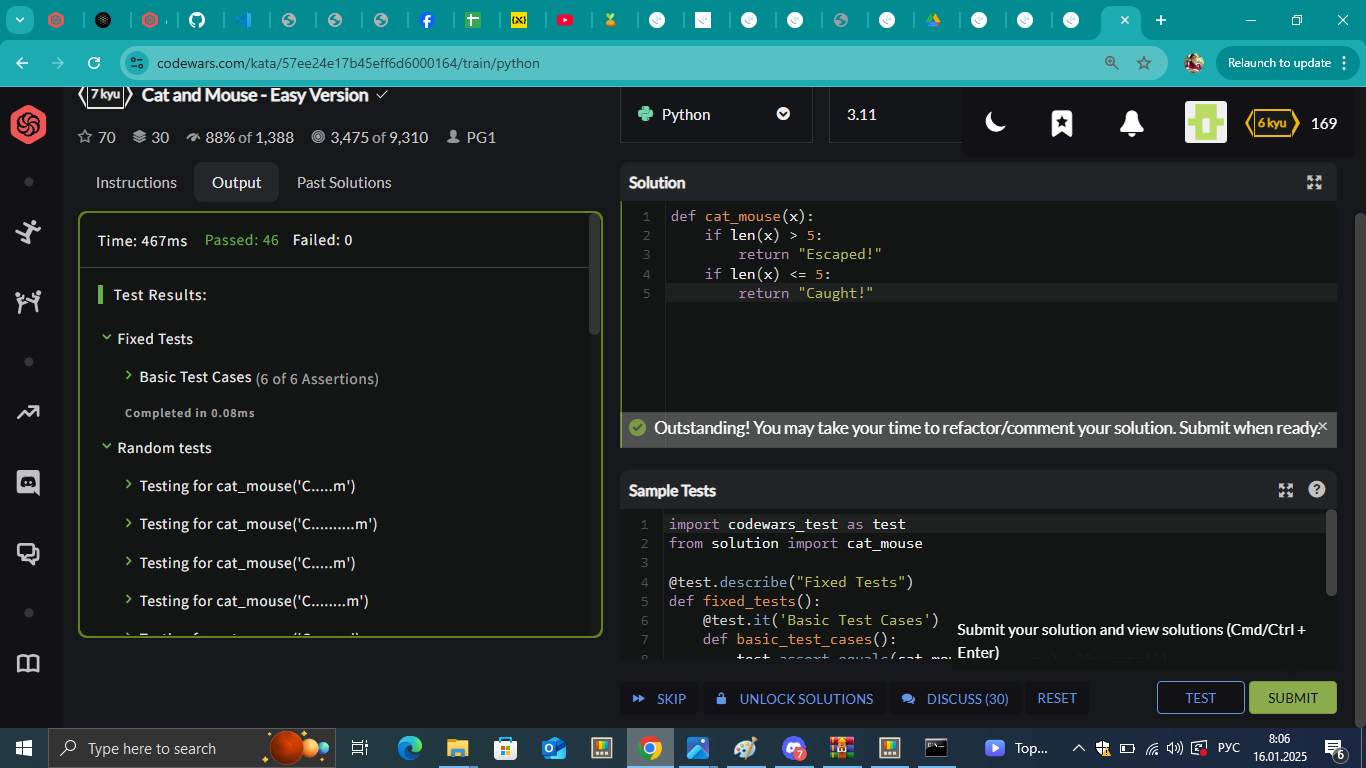 codewars.com/kata/57ee24e17b45eff6d6000164/train/python
Relaunch to update
7 kyu
Cat and Mouse - Easy Version
70
30
88% of 1,388
3,475 of 9,310
PG1
Python
3.11
6 kyu
169
Instructions
Output
Past Solutions
Time: 467ms
Passed: 46
Failed: 0
Test Results:
Fixed Tests
Basic Test Cases (6 of 6 Assertions)
Completed in 0.08ms
Random tests
Testing for cat_mouse('C.....m')
Testing for cat_mouse('C..........m')
Testing for cat_mouse('C.....m')
Testing for cat_mouse('C........m')
Solution
1 def cat_mouse(x):
2 if len(x) > 5:
3 return "Escaped!"
4 if len(x) <= 5:
5 return "Caught!"
Outstanding! You may take your time to refactor/comment your solution. Submit when ready.
Sample Tests
1 import codewars_test as test
2 from solution import cat_mouse
3
4 @test.describe("Fixed Tests")
5 def fixed_tests():
6 @test.it('Basic Test Cases')
7 def basic_test_cases():
Submit your solution and view solutions (Cmd/Ctrl +
Enter)
SKIP
UNLOCK SOLUTIONS
DISCUSS (30)
RESET
TEST
SUBMIT
Type here to search
7
Top...
РУС
8:06
16.01.2025
6